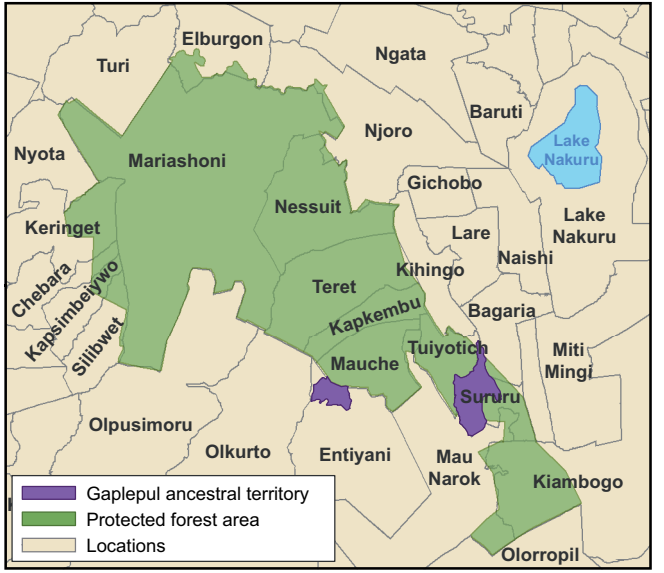 Elburgon
Turi
Ngata
Baruti
Njoro
Lake
Nakuru
Nyota
Mariashoni
Gichobo
Nessuit
Keringet
Lake
Nakuru
Lare
Naishi
Kihingo
Chebara
Teret
Kapsimbeiywo
Kapkembu
Bagaria
Silibwet
Tuiyotich
Mauche
Miti
Mingi
Sururu
Olpusimoru
Olkurto
Entiyani
Mau
Narok
Kiambogo
Olorropil
Gaplepul ancestral territory
Protected forest area
Locations